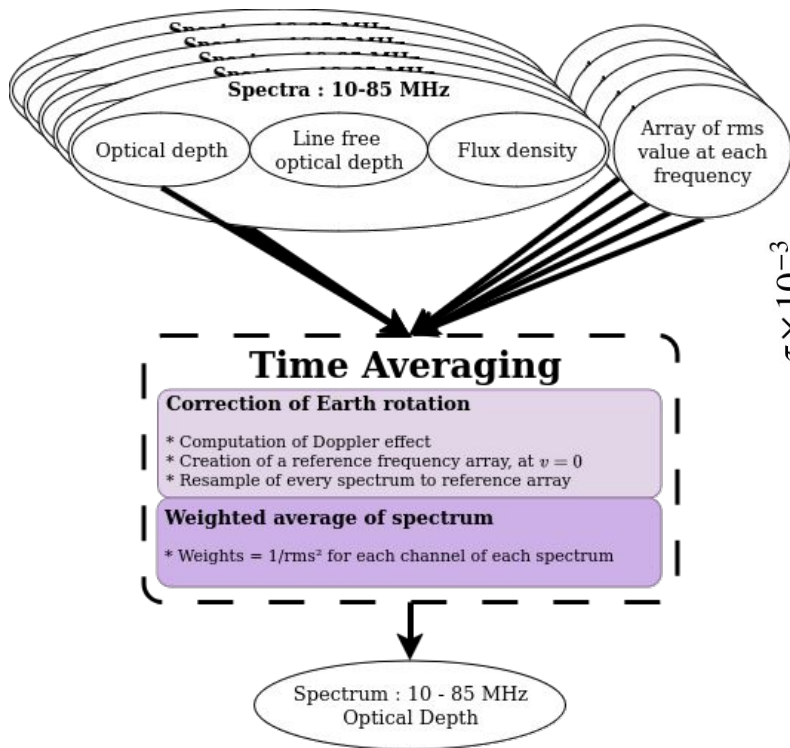 Spectra : 10-85 MHz
Optical depth
Line free
optical depth
Flux density
Array of rms
value at each
frequency
τ × 10⁻³
Time Averaging
Correction of Earth rotation
* Computation of Doppler effect
* Creation of a reference frequency array, at v = 0
* Resample of every spectrum to reference array
Weighted average of spectrum
* Weights = 1/rms² for each channel of each spectrum
Spectrum : 10 - 85 MHz
Optical Depth